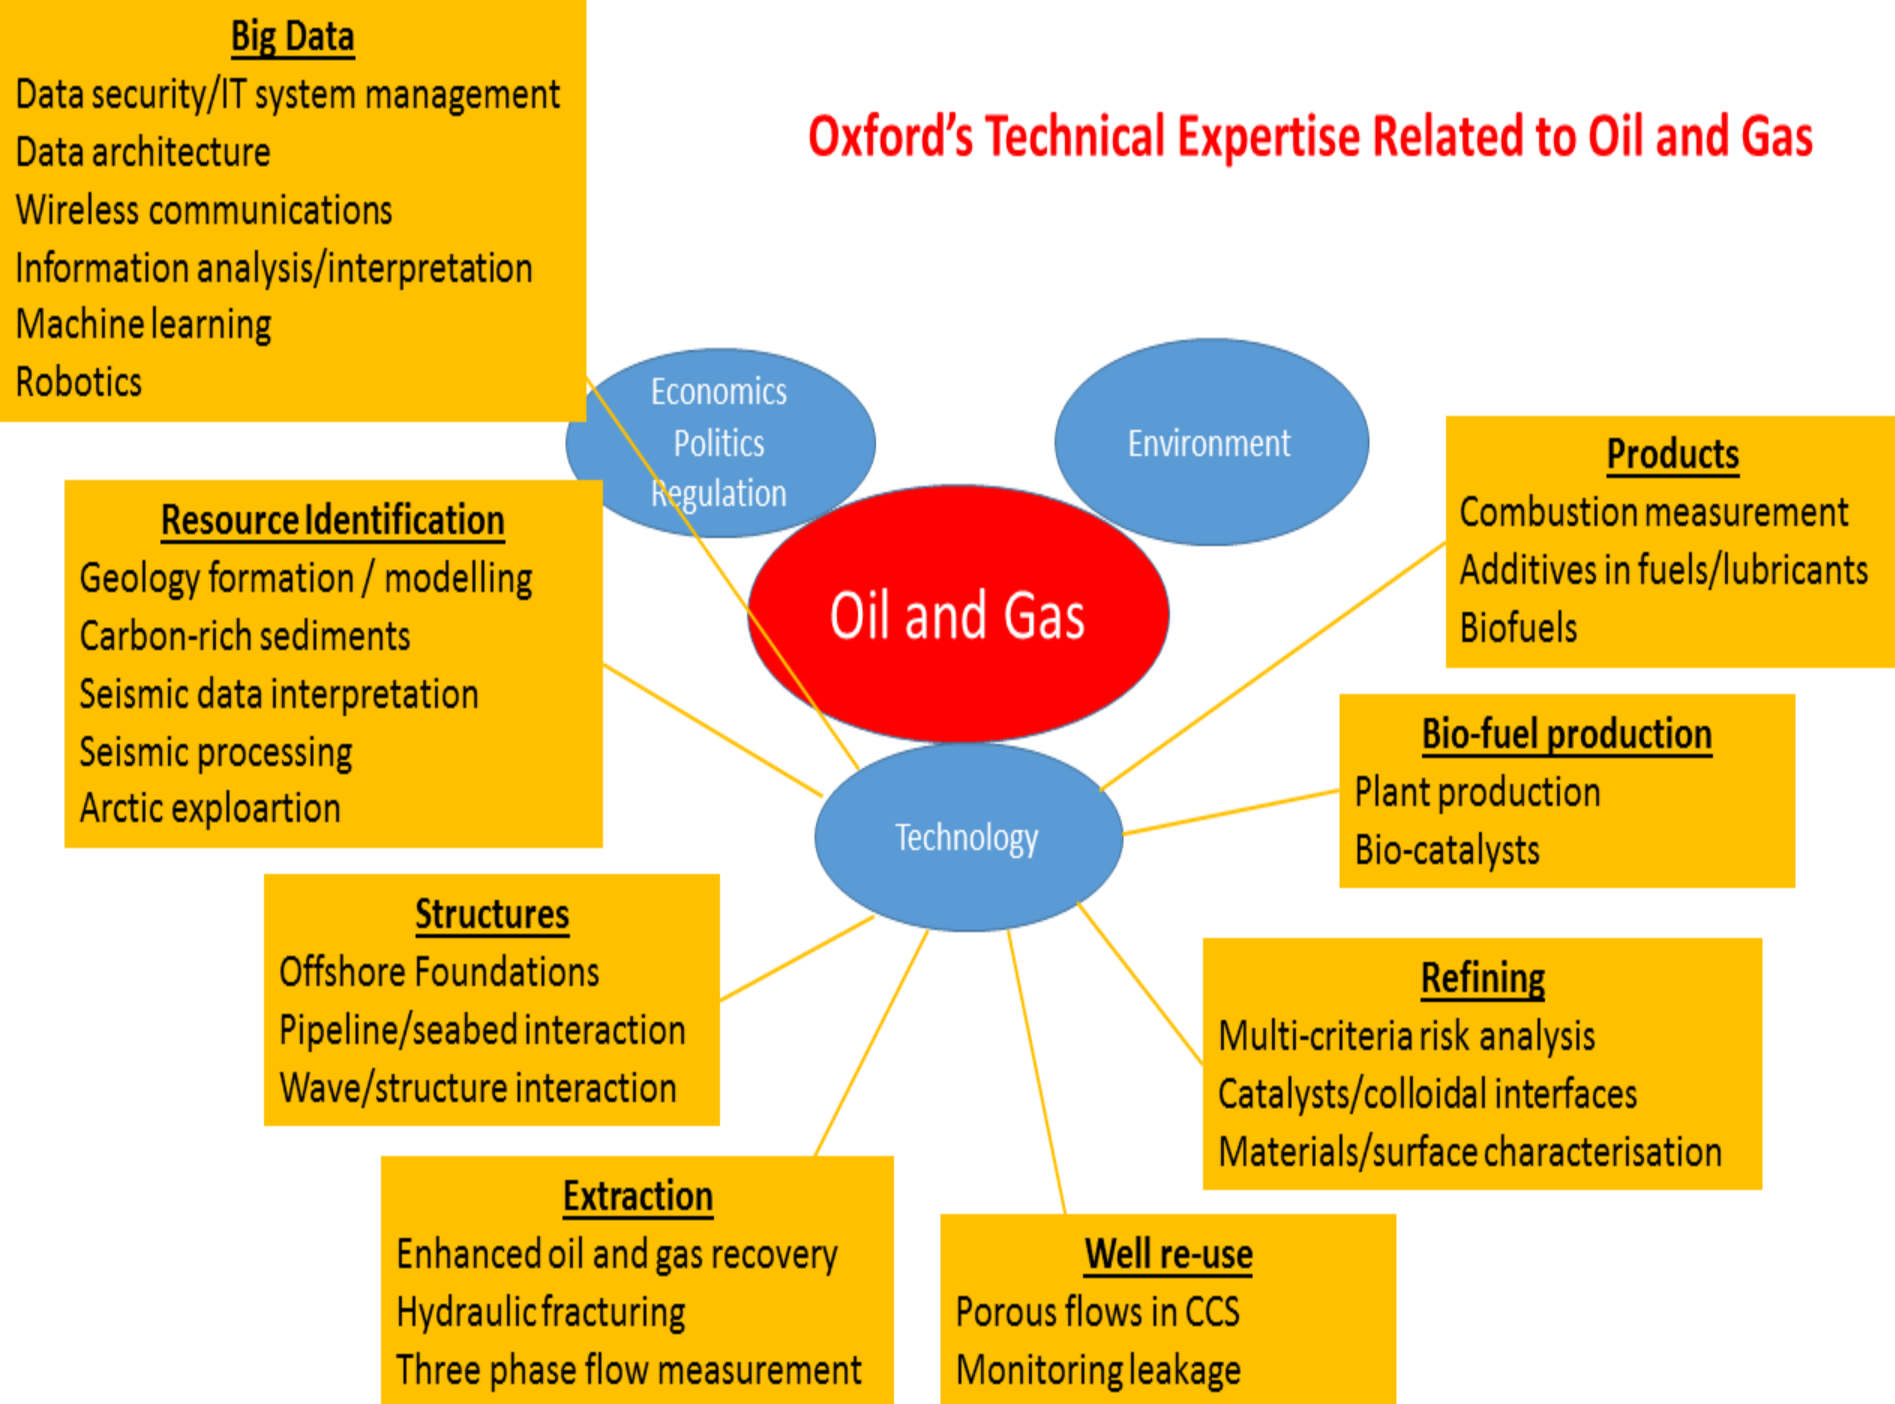 Big Data
Data security/IT system management
Data architecture
Wireless communications
Information analysis/interpretation
Machine learning
Robotics
Oxford's Technical Expertise Related to Oil and Gas
Economics
Politics
Regulation
Environment
Oil and Gas
Technology
Resource Identification
Geology formation / modelling
Carbon-rich sediments
Seismic data interpretation
Seismic processing
Arctic exploartion
Products
Combustion measurement
Additives in fuels/lubricants
Biofuels
Bio-fuel production
Plant production
Bio-catalysts
Structures
Offshore Foundations
Pipeline/seabed interaction
Wave/structure interaction
Refining
Multi-criteria risk analysis
Catalysts/colloidal interfaces
Materials/surface characterisation
Extraction
Enhanced oil and gas recovery
Hydraulic fracturing
Three phase flow measurement
Well re-use
Porous flows in CCS
Monitoring leakage